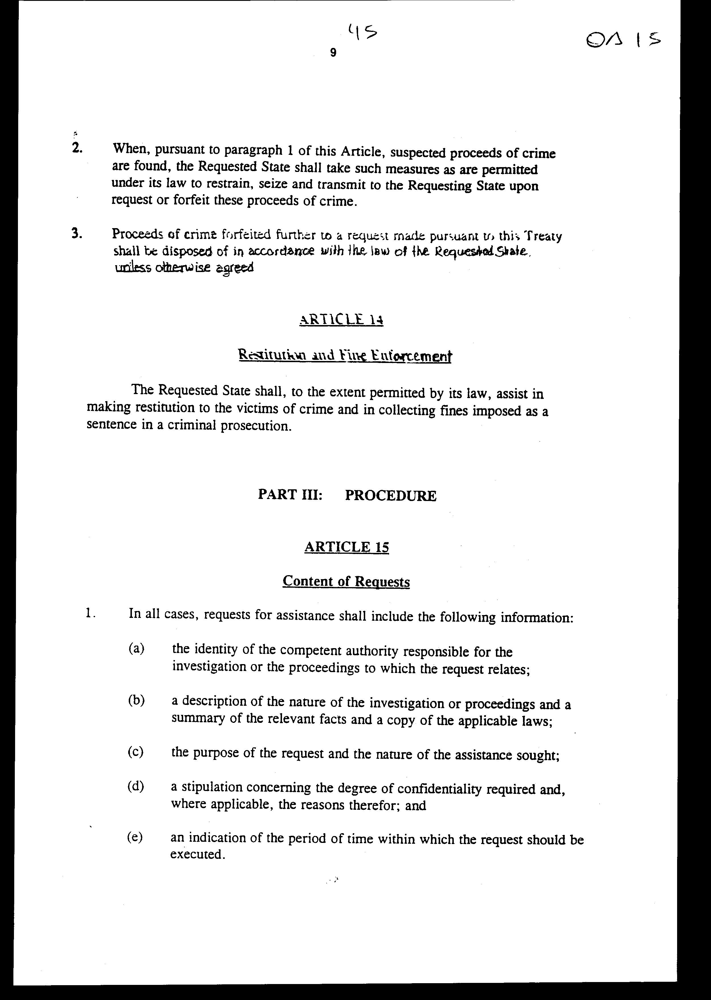 45
9
OA 15
2. When, pursuant to paragraph 1 of this Article, suspected proceeds of crime
are found, the Requested State shall take such measures as are permitted
under its law to restrain, seize and transmit to the Requesting State upon
request or forfeit these proceeds of crime.
3. Proceeds of crime forfeited further to a request made pursuant to this Treaty
shall be disposed of in accordance with the law of the Requested State,
unless otherwise agreed
ARTICLE 14
Restitution and Fine Enforcement
The Requested State shall, to the extent permitted by its law, assist in
making restitution to the victims of crime and in collecting fines imposed as a
sentence in a criminal prosecution.
PART III: PROCEDURE
ARTICLE 15
Content of Requests
1. In all cases, requests for assistance shall include the following information:
(a) the identity of the competent authority responsible for the
investigation or the proceedings to which the request relates;
(b) a description of the nature of the investigation or proceedings and a
summary of the relevant facts and a copy of the applicable laws;
(c) the purpose of the request and the nature of the assistance sought;
(d) a stipulation concerning the degree of confidentiality required and,
where applicable, the reasons therefor; and
(e) an indication of the period of time within which the request should be
executed.